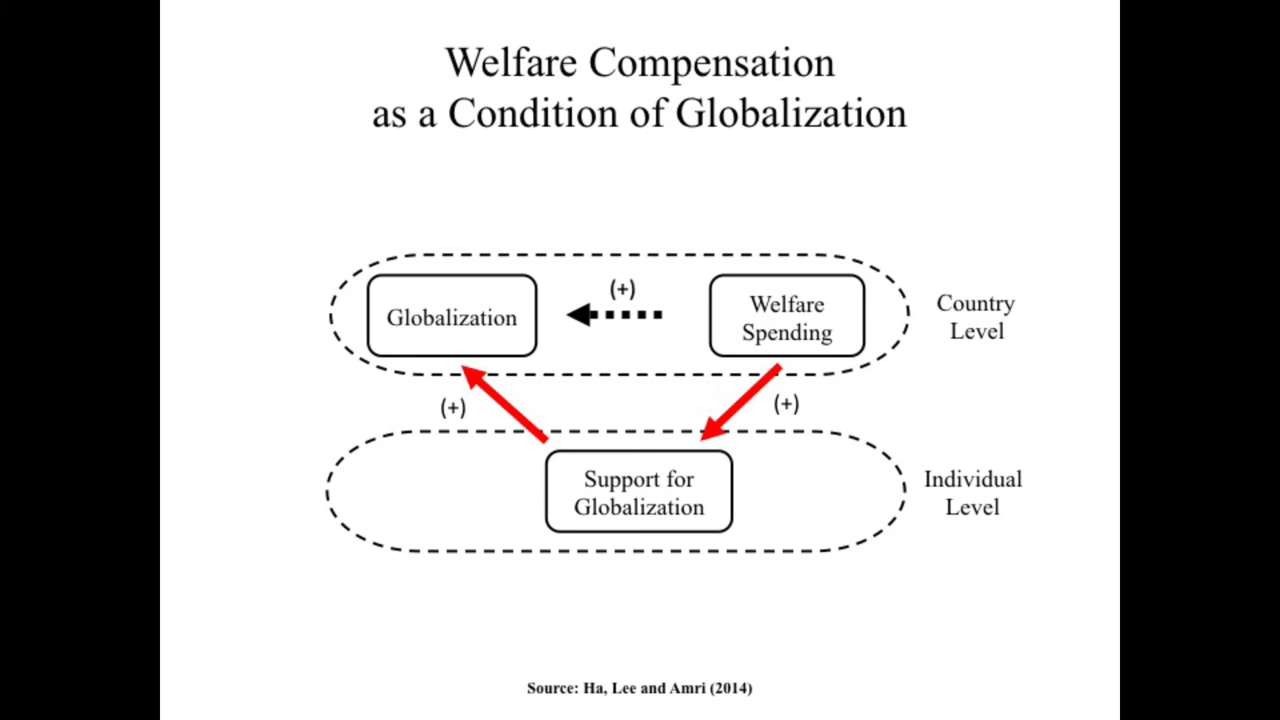 Welfare Compensation
as a Condition of Globalization
Globalization
(+)
Welfare
Spending
Country
Level
(+)
(+)
Support for
Globalization
Individual
Level
Source: Ha, Lee and Amri (2014)